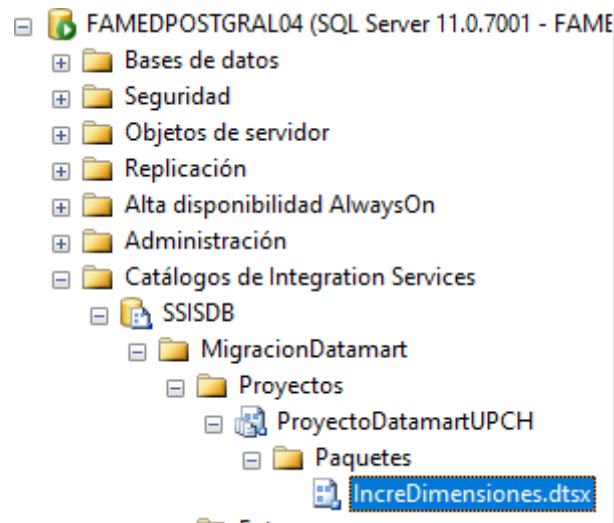 FAMEDPOSTGRAL04 (SQL Server 11.0.7001 - FAME
Bases de datos
Seguridad
Objetos de servidor
Replicación
Alta disponibilidad AlwaysOn
Administración
Catálogos de Integration Services
SSISDB
MigracionDatamart
Proyectos
ProyectoDatamartUPCH
Paquetes
IncreDimensiones.dtsx